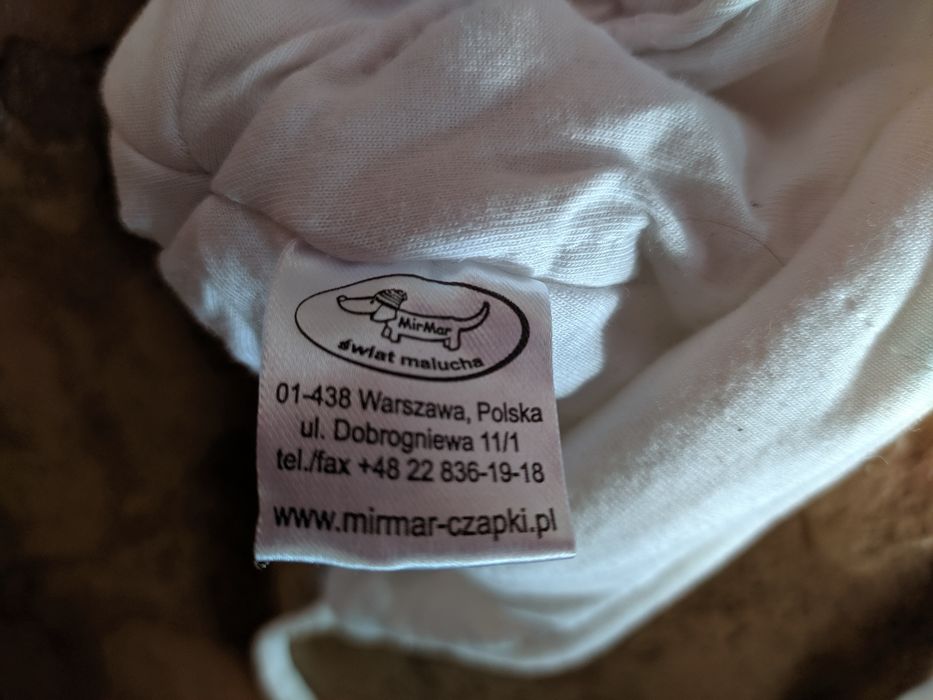 MirMar
świat malucha
01-438 Warszawa, Polska
ul. Dobrogniewa 11/1
tel./fax +48 22 836-19-18
www.mirmar-czapki.pl